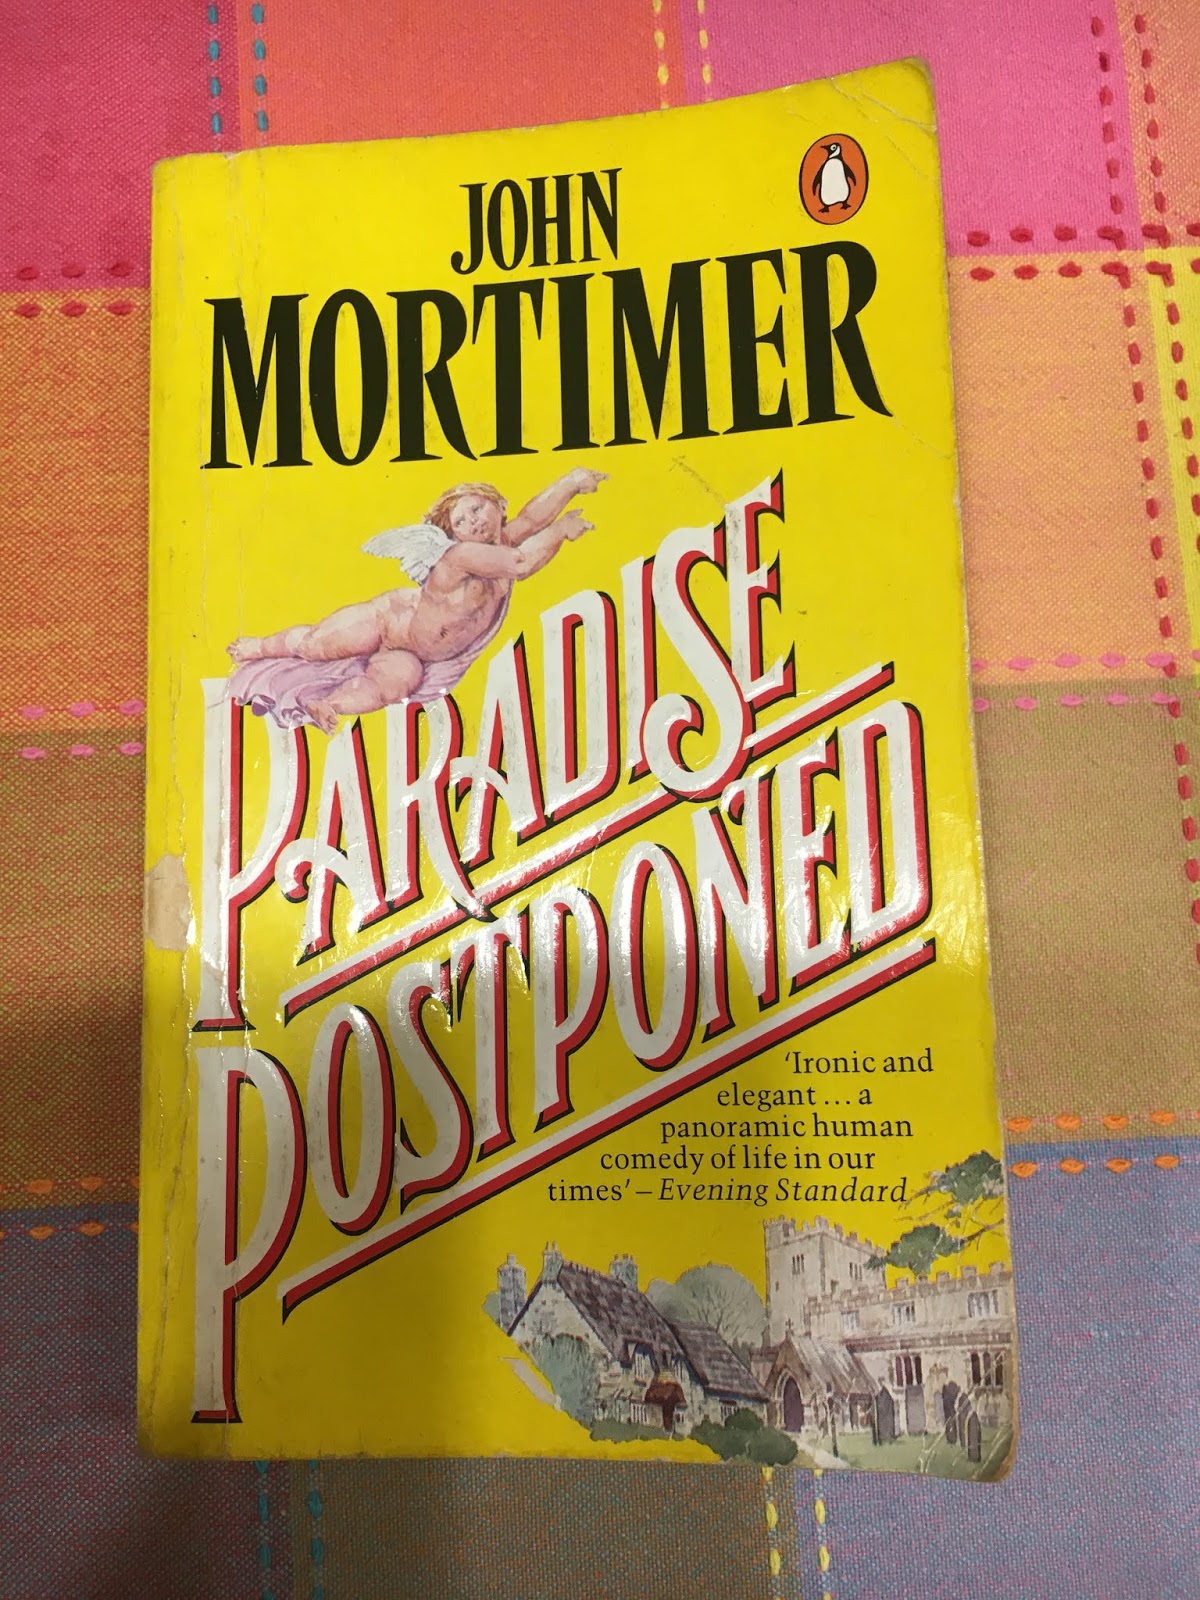 JOHN
MORTIMER
PARADISE
POSTPONED
‘Ironic and
elegant ... a
panoramic human
comedy of life in our
times’ – Evening Standard